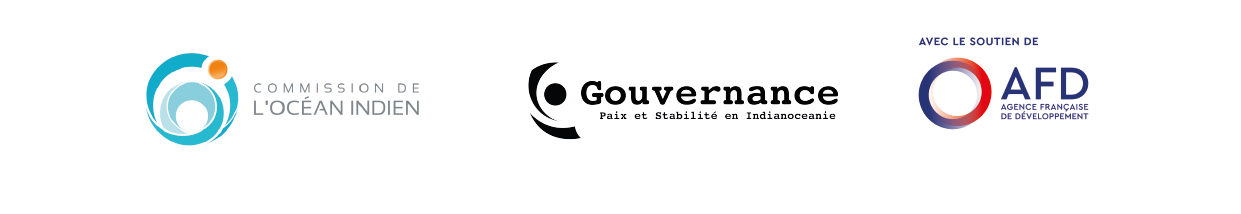 COMMISSION DE
L'OCÉAN INDIEN
Gouvernance
Paix et Stabilité en Indianoceanie
AVEC LE SOUTIEN DE
AFD
AGENCE FRANÇAISE
DE DÉVELOPPEMENT